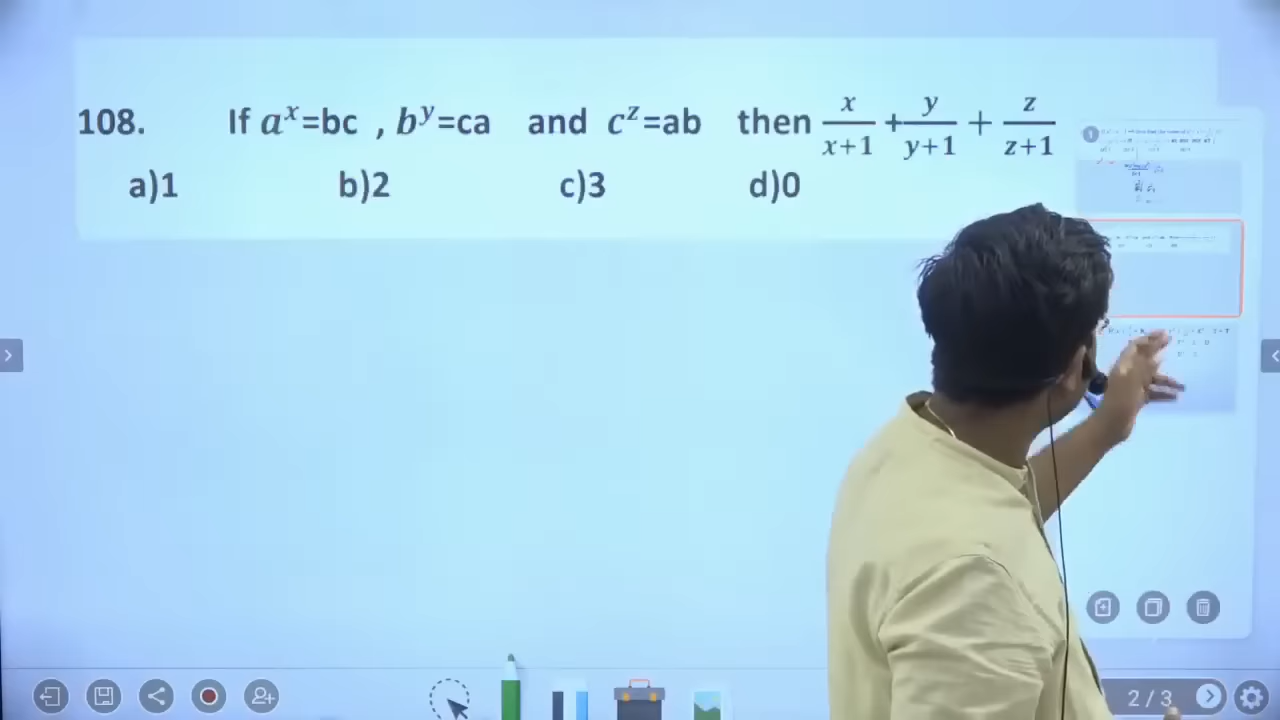 108. If a^x=bc , b^y=ca and c^z=ab then x/x+1 + y/y+1 + z/z+1
a)1 b)2 c)3 d)0
2/3